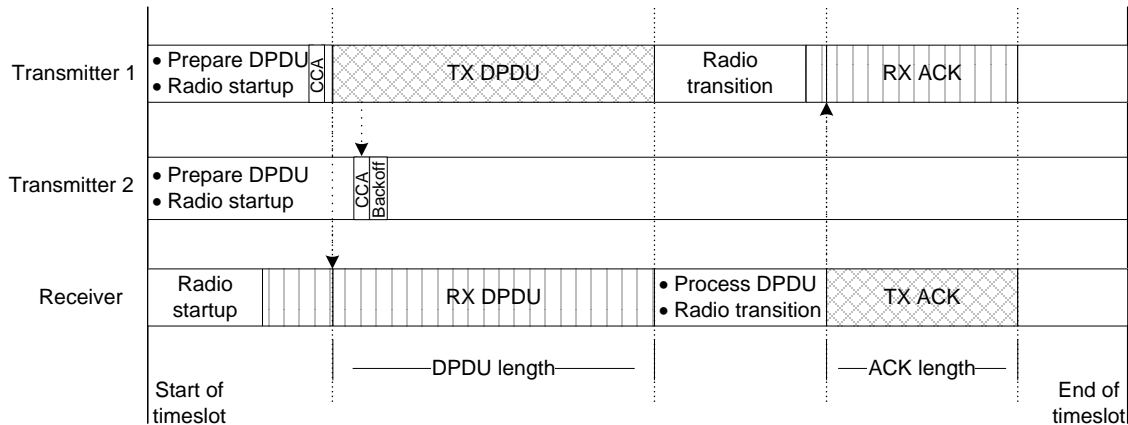 Transmitter 1
• Prepare DPDU
• Radio startup
CCA
TX DPDU
Radio
transition
RX ACK
Transmitter 2
• Prepare DPDU
• Radio startup
CCA
Backoff
Receiver
Radio
startup
RX DPDU
• Process DPDU
• Radio transition
TX ACK
DPDU length
ACK length
Start of
timeslot
End of
timeslot